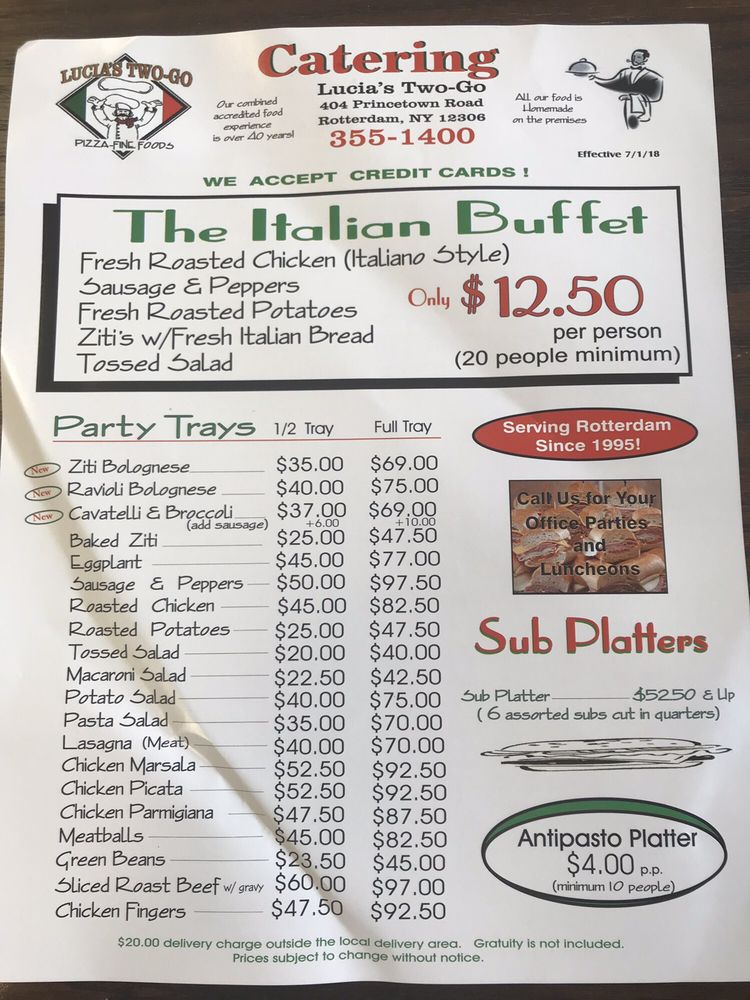 LUCIA'S TWO-GO
PIZZA-FINE FOODS
Our combined
accredited food
experience
is over 40 years!
Catering
Lucia's Two-Go
404 Princetown Road
Rotterdam, NY 12306
355-1400
ALL our food is
Homemade
on the premises
Effective 7/1/18
WE ACCEPT CREDIT CARDS !
The Italian Buffet
Fresh Roasted Chicken (Italiano Style)
Sausage & Peppers
Fresh Roasted Potatoes
Ziti's w/Fresh Italian Bread
Tossed Salad
Only $12.50
per person
(20 people minimum)
Party Trays 1/2 Tray Full Tray
New Ziti Bolognese $35.00 $69.00
New Ravioli Bolognese $40.00 $75.00
New Cavatelli & Broccoli $37.00 $69.00
(add sausage) +6.00 +10.00
Baked Ziti $25.00 $47.50
Eggplant $45.00 $77.00
Sausage & Peppers $50.00 $97.50
Roasted Chicken $45.00 $82.50
Roasted Potatoes $25.00 $47.50
Tossed Salad $20.00 $40.00
Macaroni Salad $22.50 $42.50
Potato Salad $40.00 $75.00
Pasta Salad $35.00 $70.00
Lasagna (Meat) $40.00 $70.00
Chicken Marsala $52.50 $92.50
Chicken Picata $52.50 $92.50
Chicken Parmigiana $47.50 $87.50
Meatballs $45.00 $82.50
Green Beans $23.50 $45.00
Sliced Roast Beef w/ gravy $60.00 $97.00
Chicken Fingers $47.50 $92.50
Serving Rotterdam
Since 1995!
Call Us for Your
Office Parties
and
Luncheons
Sub Platters
Sub Platter $52.50 & Up
( 6 assorted subs cut in quarters)
Antipasto Platter
$4.00 p.p.
(minimum 10 people)
$20.00 delivery charge outside the local delivery area. Gratuity is not included.
Prices subject to change without notice.